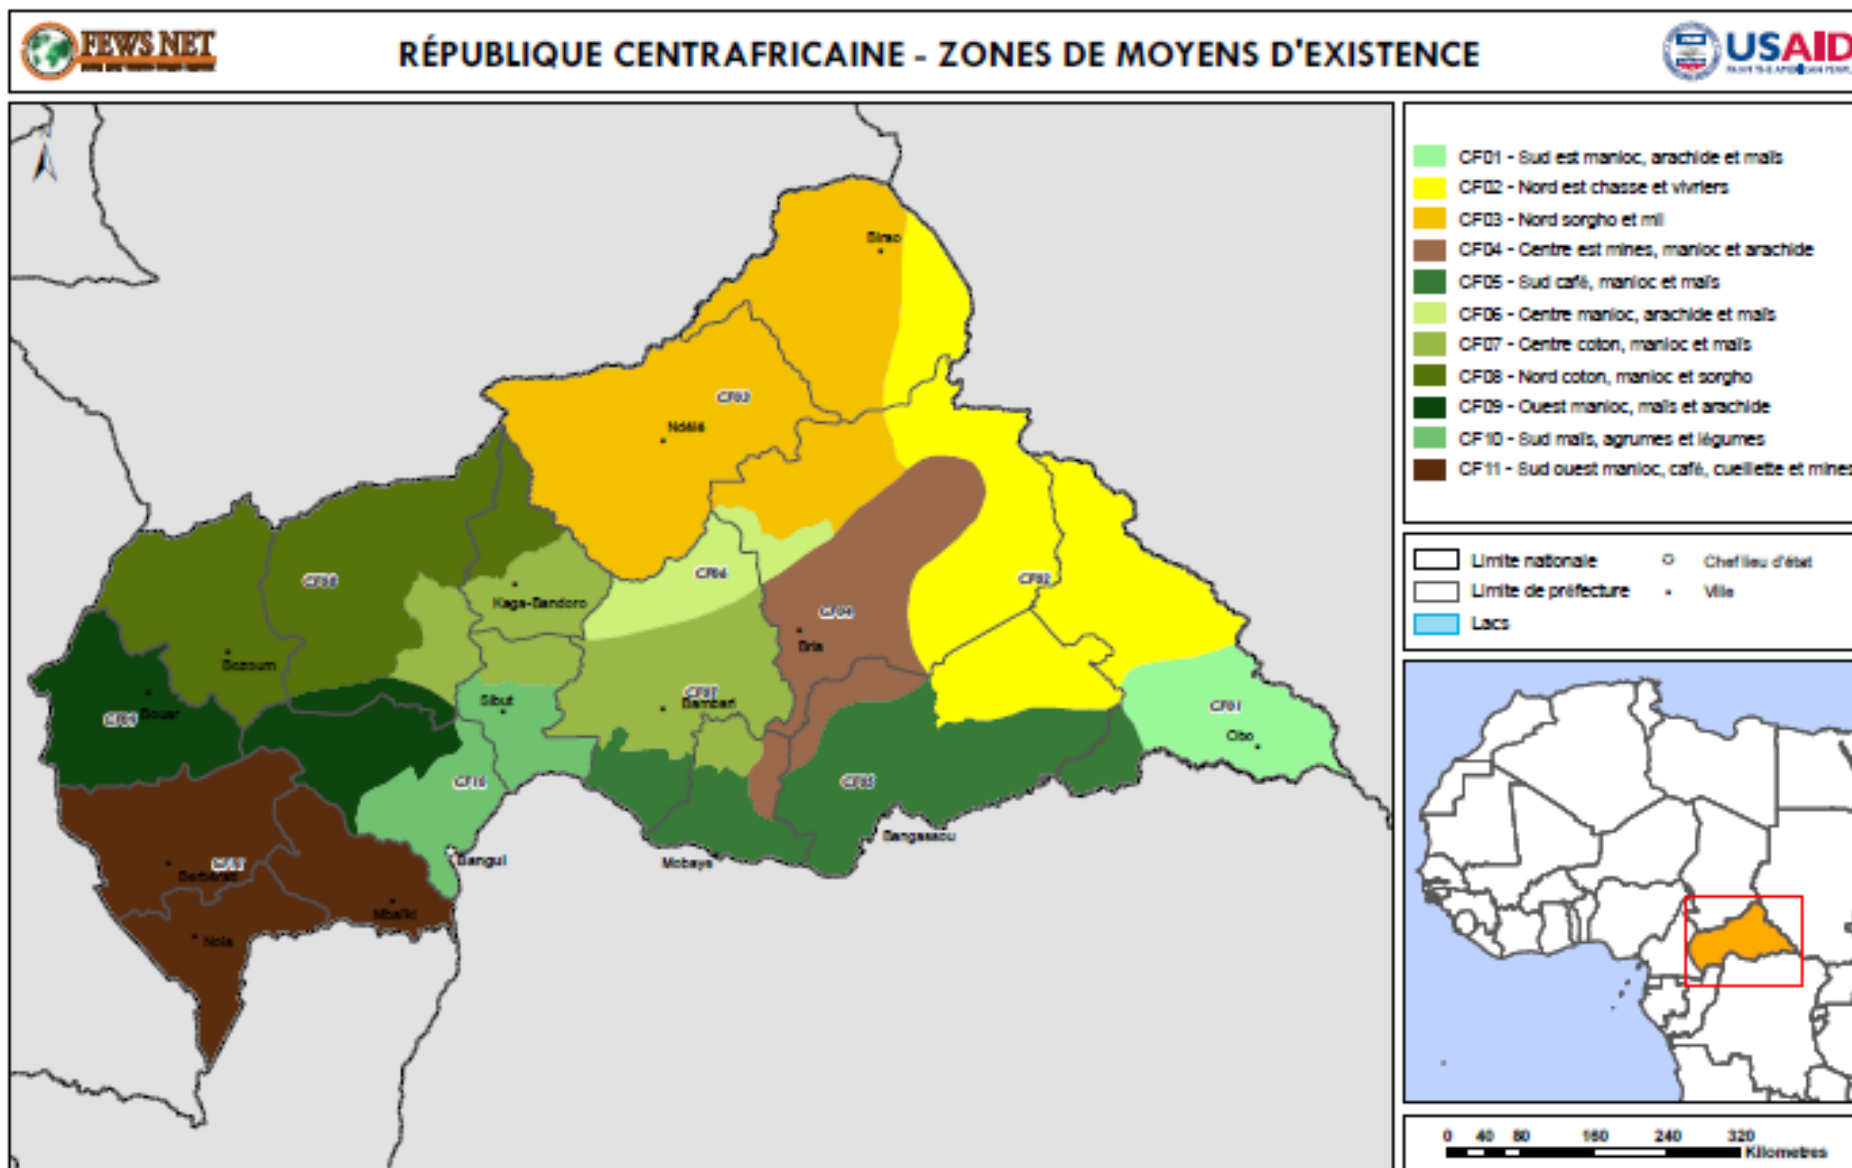 FEWS NET
RÉPUBLIQUE CENTRAFRICAINE - ZONES DE MOYENS D'EXISTENCE
USAID
CF01 - Sud est manioc, arachide et maïs
CF02 - Nord est chasse et vivriers
CF03 - Nord sorgho et mil
CF04 - Centre est mines, manioc et arachide
CF05 - Sud café, manioc et maïs
CF06 - Centre manioc, arachide et maïs
CF07 - Centre coton, manioc et maïs
CF08 - Nord coton, manioc et sorgho
CF09 - Ouest manioc, maïs et arachide
CF10 - Sud maïs, agrumes et légumes
CF11 - Sud ouest manioc, café, cueillette et mines
Limite nationale
Chef lieu d'état
Limite de préfecture
Ville
Lacs
Birao
CF03
Ndélé
CF06
CF02
CF08
Kaga-Bandoro
CF04
Bria
Bozoum
CF07
Bambari
Sibut
CF09
Bouar
CF01
Obo
CF10
CF05
Bangassou
Bangui
Mobaye
CF11
Berbérati
Mbaïki
Nola
0 40 80 160 240 320
Kilometres